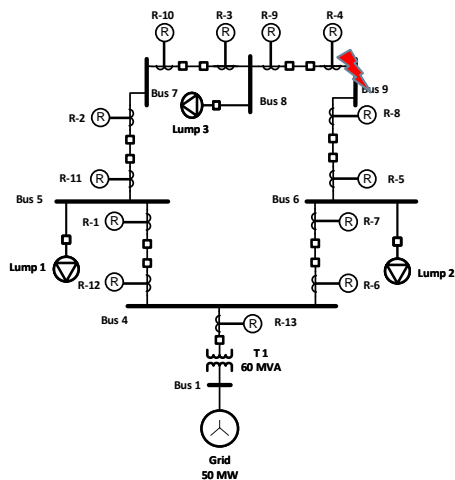 R-10
R-3
R-9
R-4
R
R
R
R
Bus 7
Bus 8
Bus 9
R-2
R
Lump 3
R
R-8
R-11
R
R
R-5
Bus 5
Bus 6
R-1
R
R
R-7
Lump 1
Lump 2
R-12
R
R
R-6
Bus 4
R
R-13
T 1
60 MVA
Bus 1
Grid
50 MW